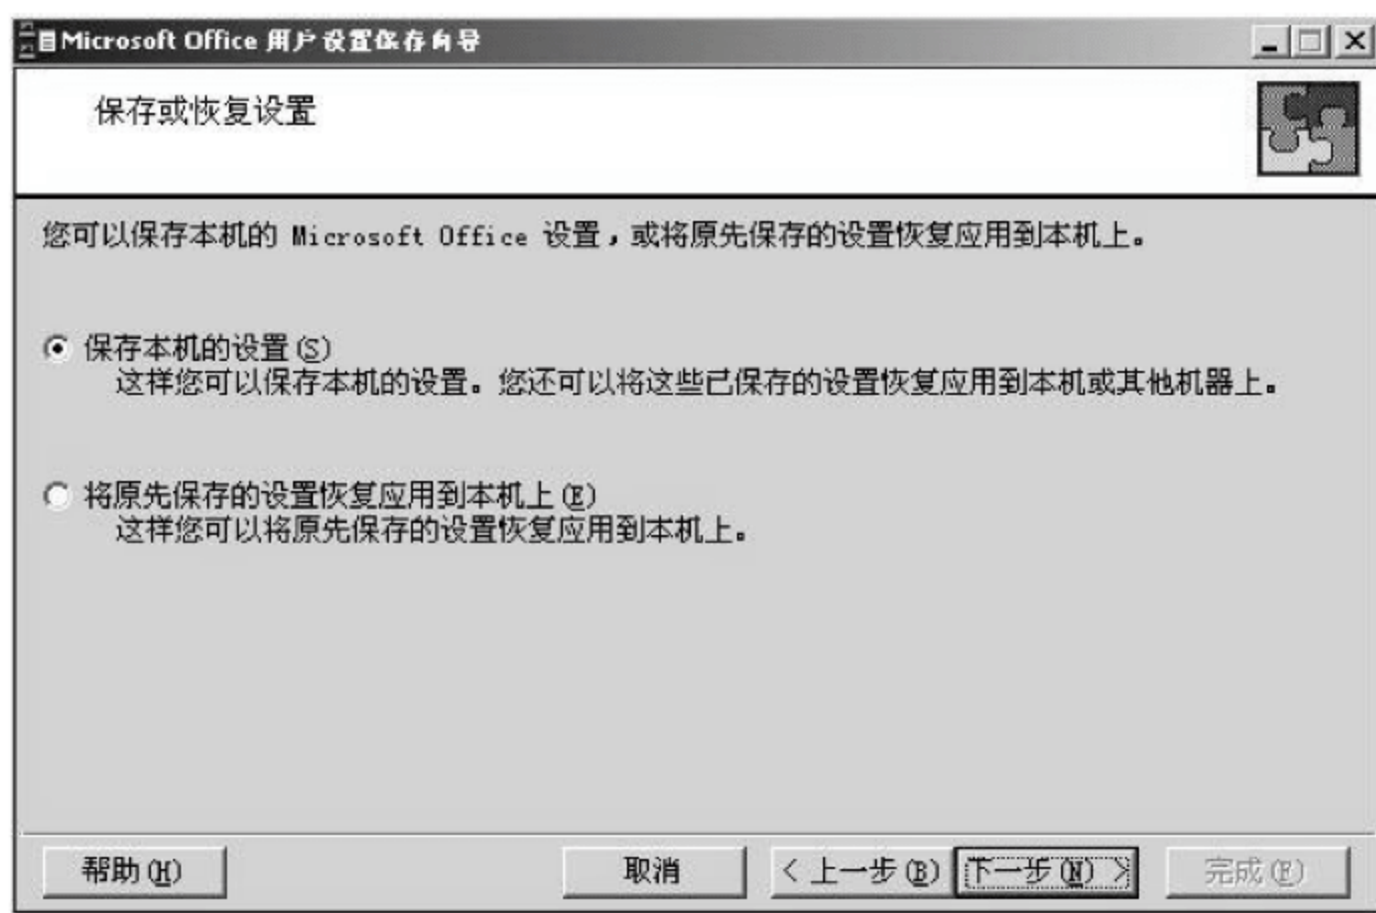 Microsoft Office 用户设置保存向导
保存或恢复设置
您可以保存本机的 Microsoft Office 设置，或将原先保存的设置恢复应用到本机上。
保存本机的设置(S)
这样您可以保存本机的设置。您还可以将这些已保存的设置恢复应用到本机或其他机器上。
将原先保存的设置恢复应用到本机上(E)
这样您可以将原先保存的设置恢复应用到本机上。
帮助(H) 取消 < 上一步(B) 下一步(N) > 完成(F)